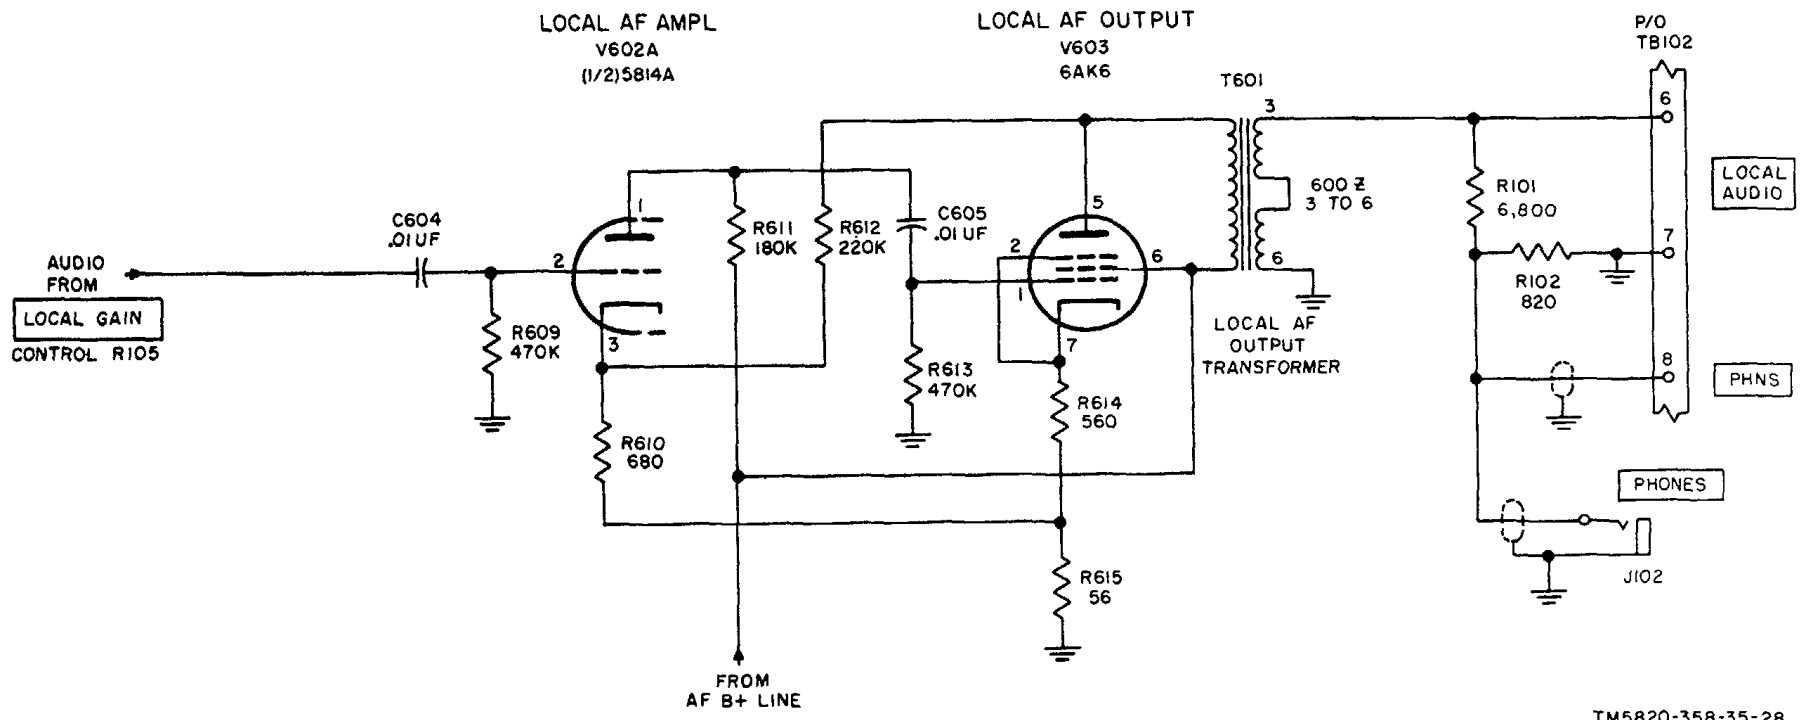 LOCAL AF AMPL
V602A
(1/2)5814A
LOCAL AF OUTPUT
V603
6AK6
T601
P/O
TB102
3
6
1
C604
.01UF
2
AUDIO
FROM
LOCAL GAIN
CONTROL R105
R609
470K
3
R610
680
R611
180K
R612
220K
C605
.01UF
R613
470K
5
2
1
6
7
R614
560
R615
56
600 Z
3 TO 6
6
LOCAL AF
OUTPUT
TRANSFORMER
R101
6,800
R102
820
7
8
LOCAL
AUDIO
PHNS
PHONES
J102
FROM
AF B+ LINE
TM5820-358-35-28